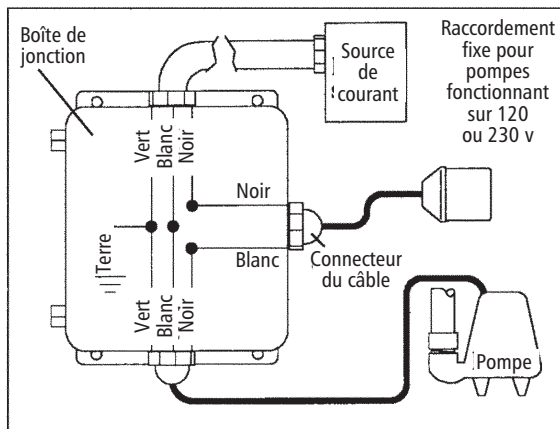 Boîte de
jonction
Source
de
courant
Raccordement
fixe pour
pompes
fonctionnant
sur 120
ou 230 v
Vert
Blanc
Noir
Noir
Terre
Blanc
Connecteur
du câble
Vert
Blanc
Noir
Pompe